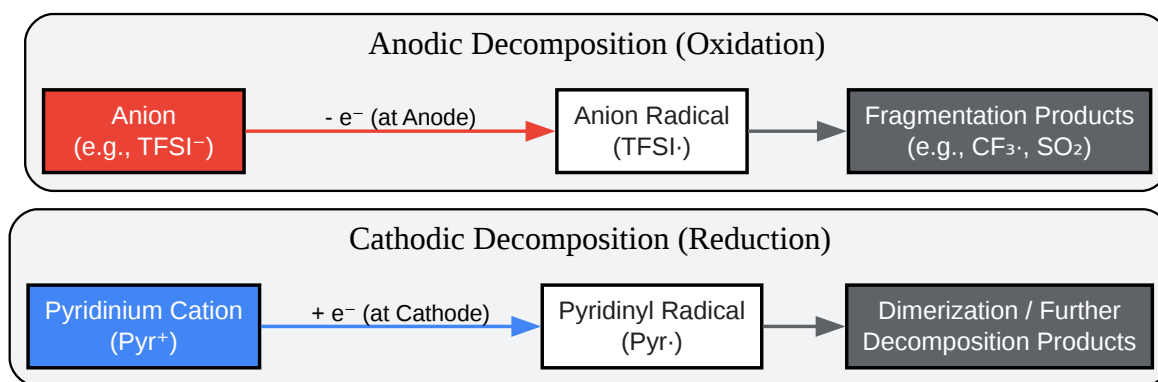 Anodic Decomposition (Oxidation)
Anion
(e.g., TFSI⁻)
- e⁻ (at Anode)
Anion Radical
(TFSI·)
Fragmentation Products
(e.g., CF₃·, SO₂)
Cathodic Decomposition (Reduction)
Pyridinium Cation
(Pyr⁺)
+ e⁻ (at Cathode)
Pyridinyl Radical
(Pyr·)
Dimerization / Further
Decomposition Products